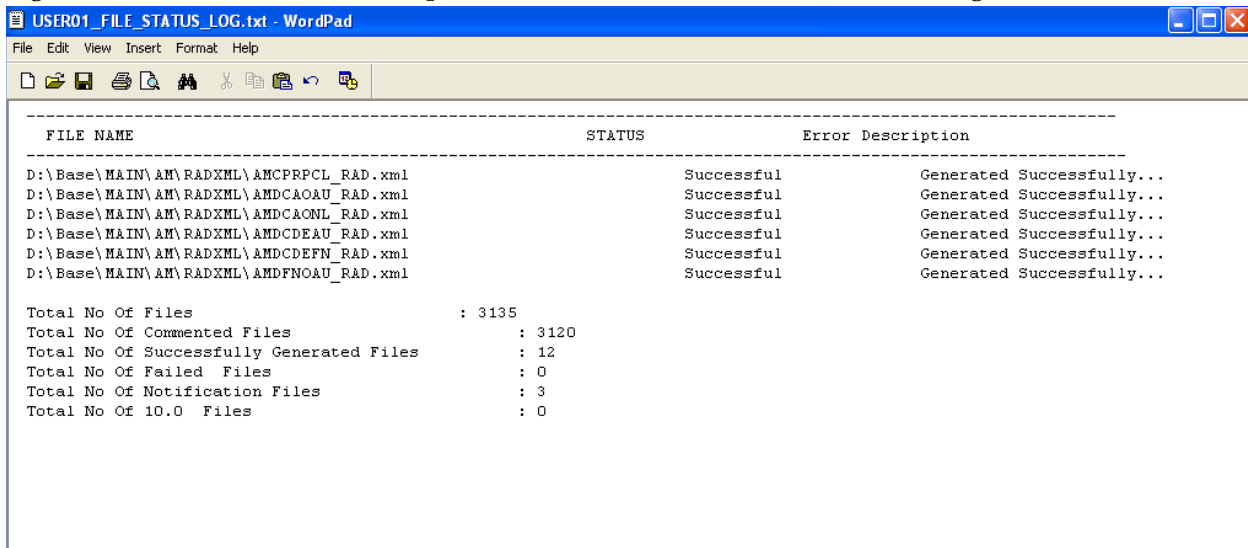 USER01_FILE_STATUS_LOG.txt - WordPad
File Edit View Insert Format Help
FILE NAME STATUS Error Description
D:\Base\MAIN\AM\RADXML\AMCPRPCL_RAD.xml Successful Generated Successfully...
D:\Base\MAIN\AM\RADXML\AMDCAOAU_RAD.xml Successful Generated Successfully...
D:\Base\MAIN\AM\RADXML\AMDCAONL_RAD.xml Successful Generated Successfully...
D:\Base\MAIN\AM\RADXML\AMDCDEAU_RAD.xml Successful Generated Successfully...
D:\Base\MAIN\AM\RADXML\AMDCDEFN_RAD.xml Successful Generated Successfully...
D:\Base\MAIN\AM\RADXML\AMDFNOAU_RAD.xml Successful Generated Successfully...
Total No Of Files : 3135
Total No Of Commented Files : 3120
Total No Of Successfully Generated Files : 12
Total No Of Failed Files : 0
Total No Of Notification Files : 3
Total No Of 10.0 Files : 0